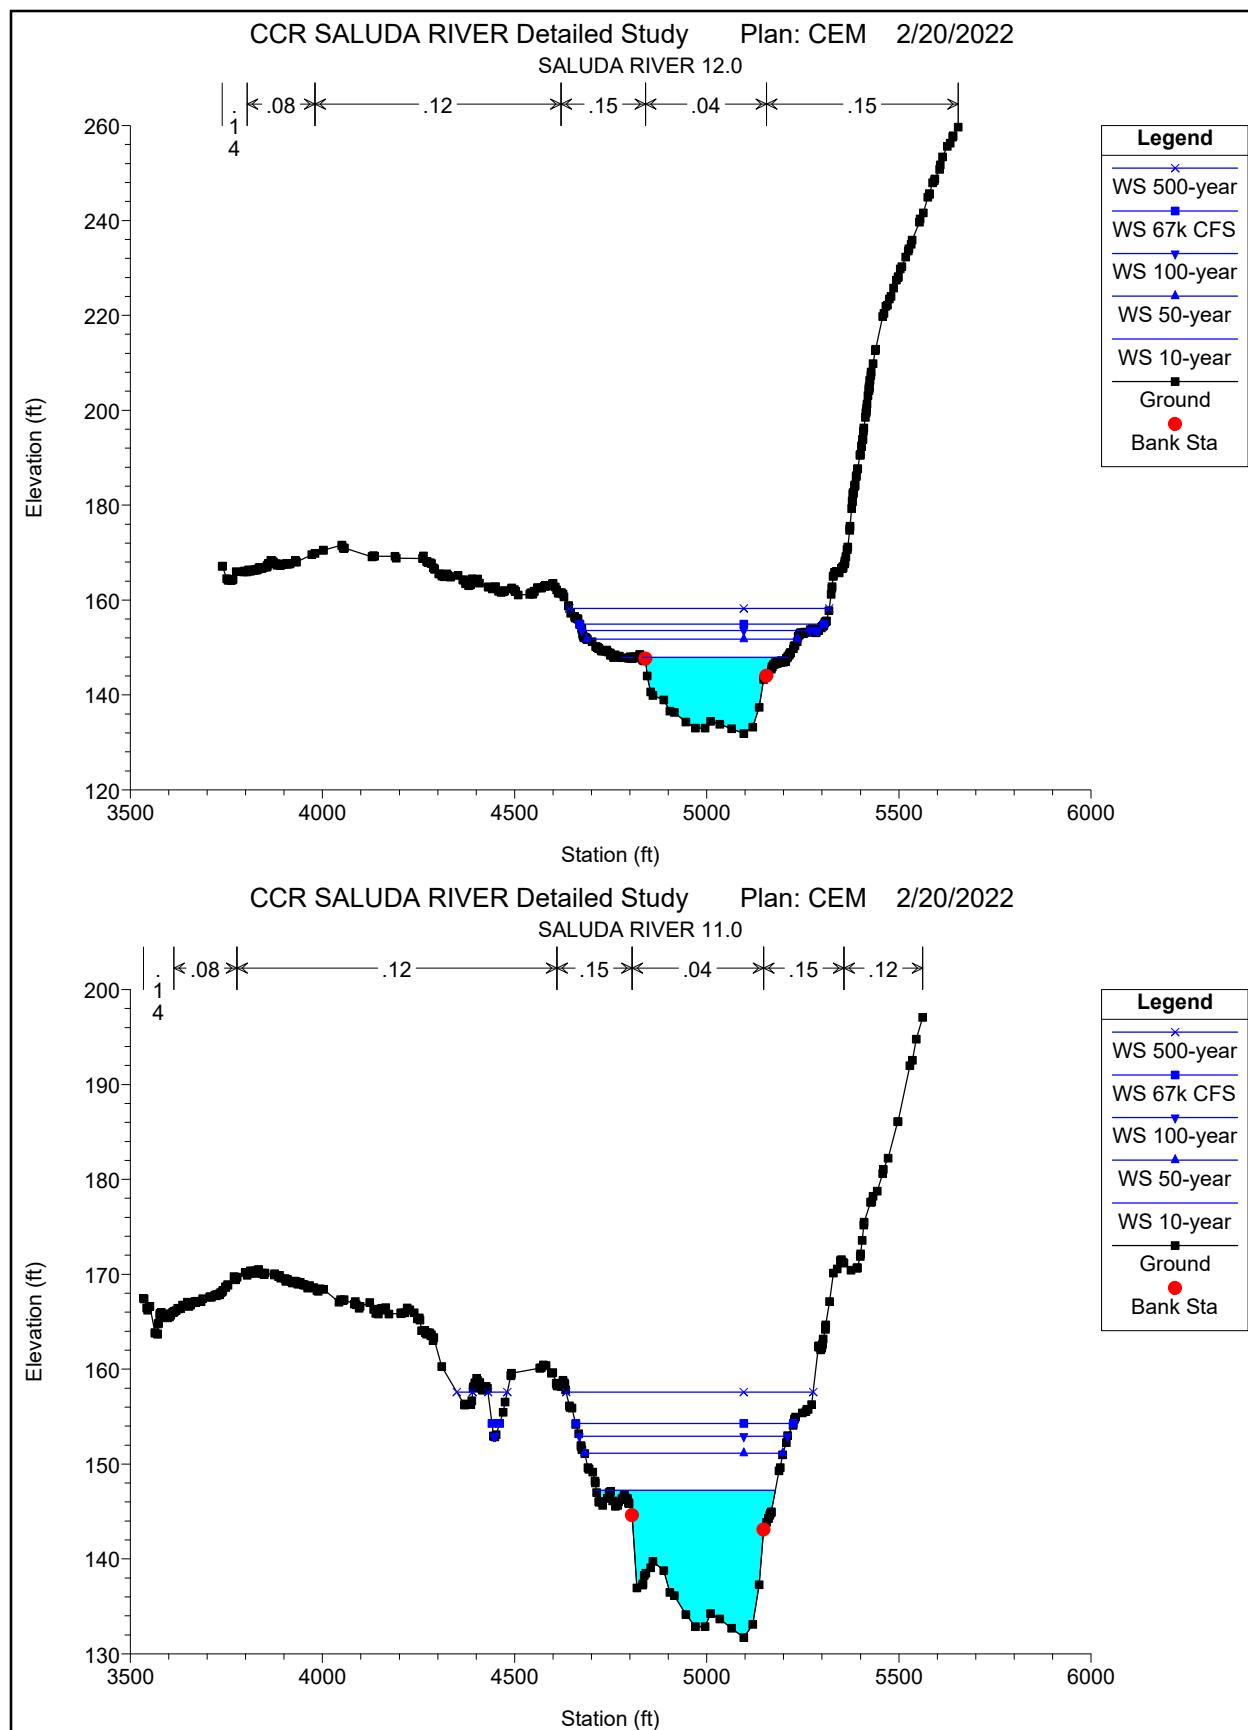 CCR SALUDA RIVER Detailed Study Plan: CEM 2/20/2022
SALUDA RIVER 12.0
.14 .08 .12 .15 .04 .15
260
240
220
200
180
160
140
120
Elevation (ft)
3500 4000 4500 5000 5500 6000
Station (ft)
Legend
WS 500-year
WS 67k CFS
WS 100-year
WS 50-year
WS 10-year
Ground
Bank Sta
CCR SALUDA RIVER Detailed Study Plan: CEM 2/20/2022
SALUDA RIVER 11.0
.14 .08 .12 .15 .04 .15 .12
200
190
180
170
160
150
140
130
Elevation (ft)
3500 4000 4500 5000 5500 6000
Station (ft)
Legend
WS 500-year
WS 67k CFS
WS 100-year
WS 50-year
WS 10-year
Ground
Bank Sta